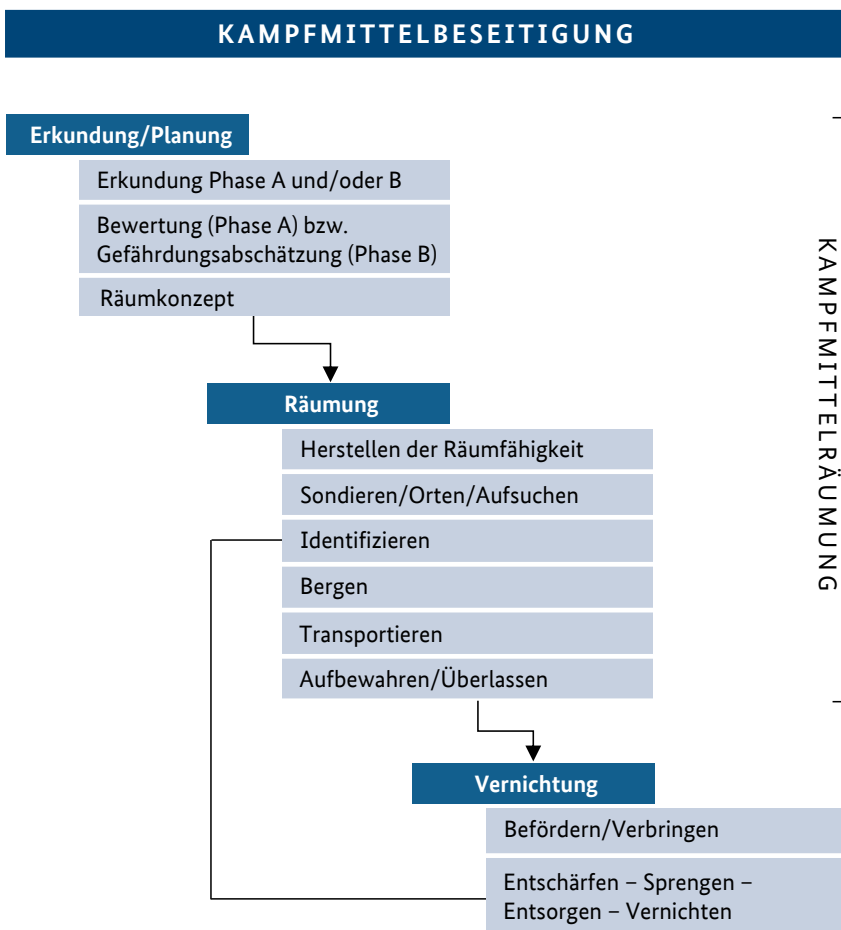 KAMPFMITTELBESEITIGUNG
Erkundung/Planung
Erkundung Phase A und/oder B
Bewertung (Phase A) bzw.
Gefährdungsabschätzung (Phase B)
Räumkonzept
Räumung
Herstellen der Räumfähigkeit
Sondieren/Orten/Aufsuchen
Identifizieren
Bergen
Transportieren
Aufbewahren/Überlassen
Vernichtung
Befördern/Verbringen
Entschärfen – Sprengen –
Entsorgen – Vernichten
KAMPFMITTELRÄUMUNG